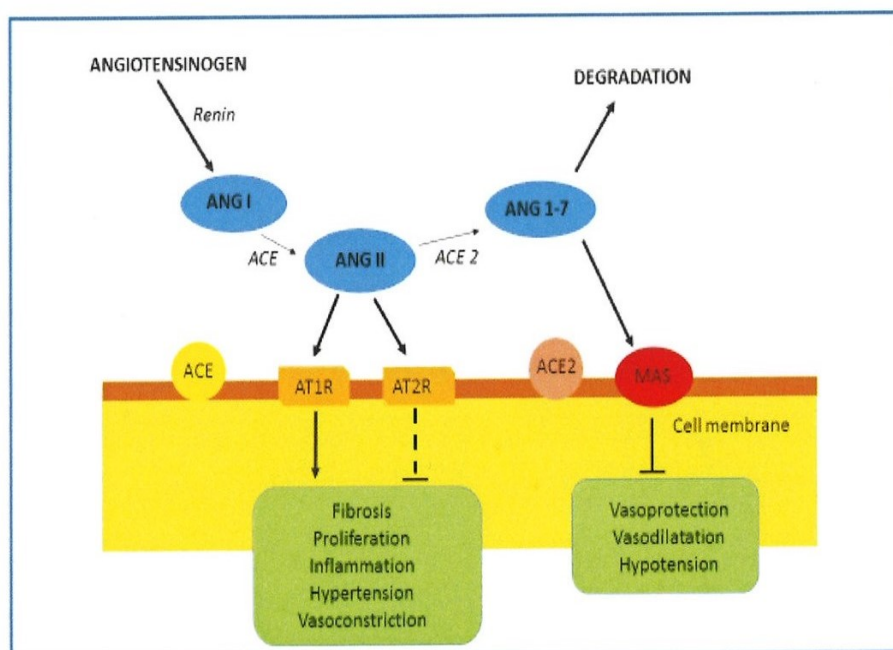 ANGIOTENSINOGEN
DEGRADATION
Renin
ANG I
ANG 1-7
ACE
ANG II
ACE 2
ACE
AT1R
AT2R
ACE2
MAS
Cell membrane
Fibrosis
Proliferation
Inflammation
Hypertension
Vasoconstriction
Vasoprotection
Vasodilatation
Hypotension